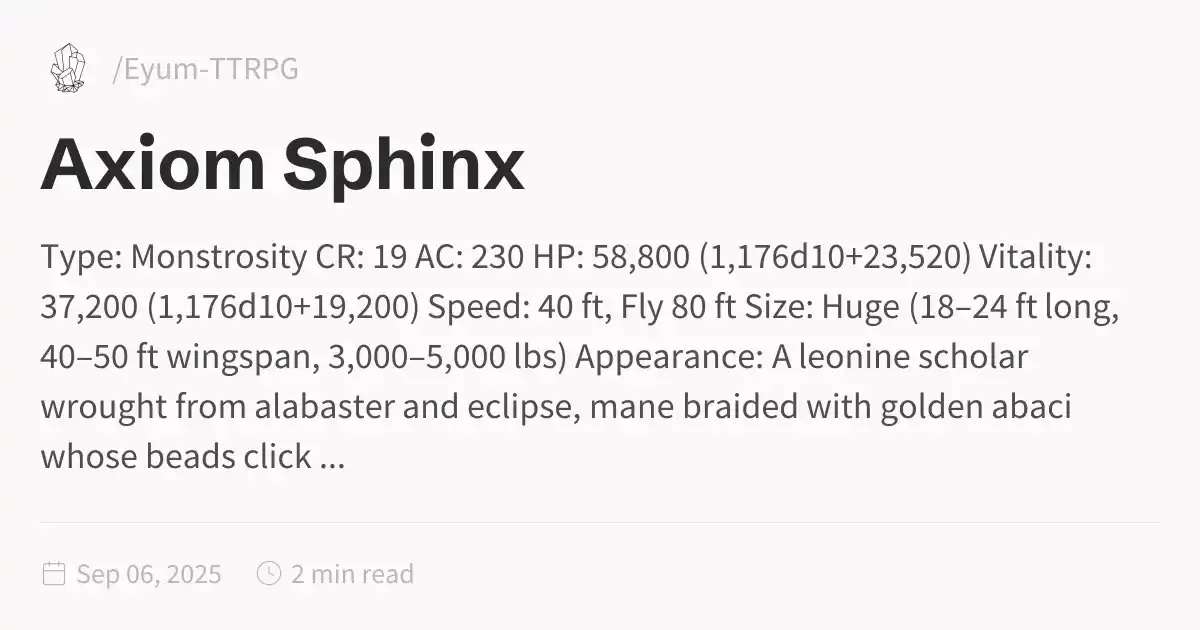 /Eyum-TTRPG
Axiom Sphinx
Type: Monstrosity CR: 19 AC: 230 HP: 58,800 (1,176d10+23,520) Vitality:
37,200 (1,176d10+19,200) Speed: 40 ft, Fly 80 ft Size: Huge (18–24 ft long,
40–50 ft wingspan, 3,000–5,000 lbs) Appearance: A leonine scholar
wrought from alabaster and eclipse, mane braided with golden abaci
whose beads click ...
Sep 06, 2025 2 min read